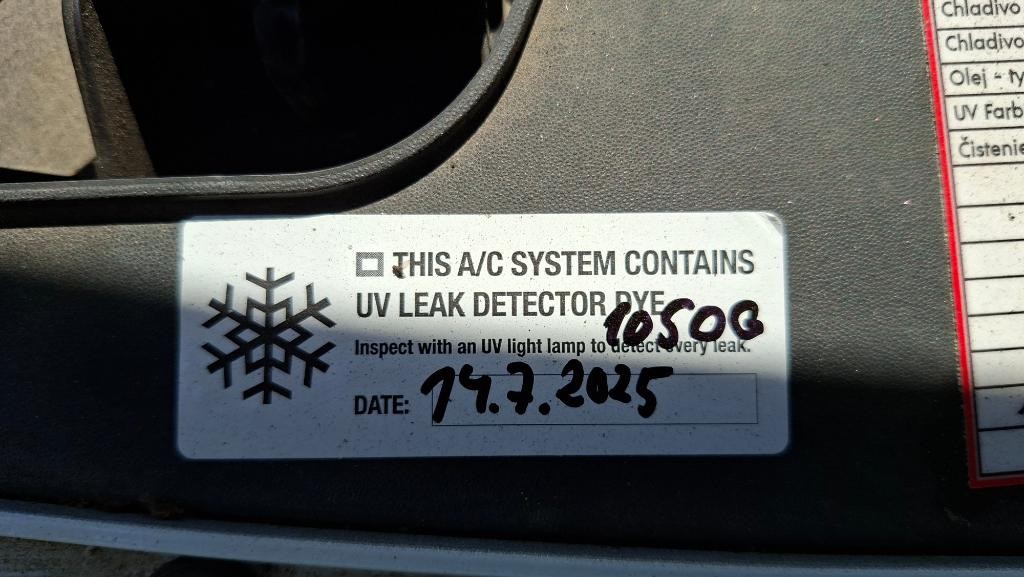 THIS A/C SYSTEM CONTAINS
UV LEAK DETECTOR DYE
1050G
Inspect with an UV light lamp to detect every leak.
DATE: 14.7.2025
Chladivo
Chladivo
Olej - ty
UV Farb
Čistenie